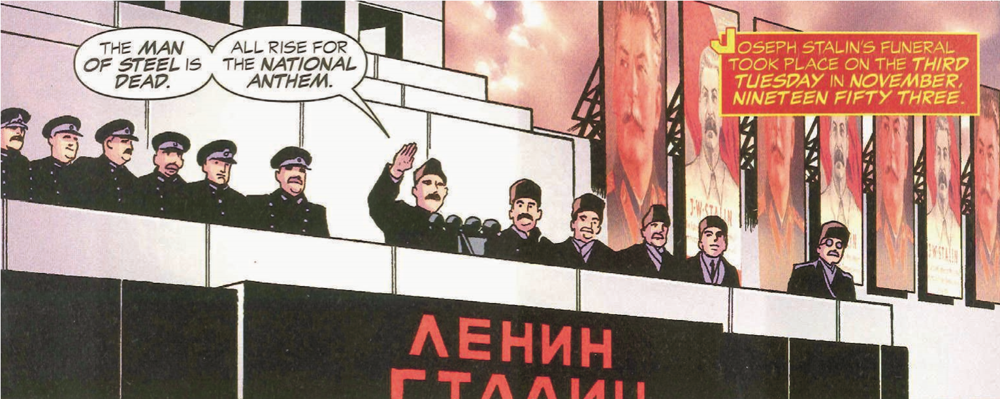 THE MAN
OF STEEL IS
DEAD.
ALL RISE FOR
THE NATIONAL
ANTHEM.
JOSEPH STALIN'S FUNERAL
TOOK PLACE ON THE THIRD
TUESDAY IN NOVEMBER,
NINETEEN FIFTY THREE.
J·W·STALIN
J·W·STALIN
ЛЕНИН
СТАЛИН